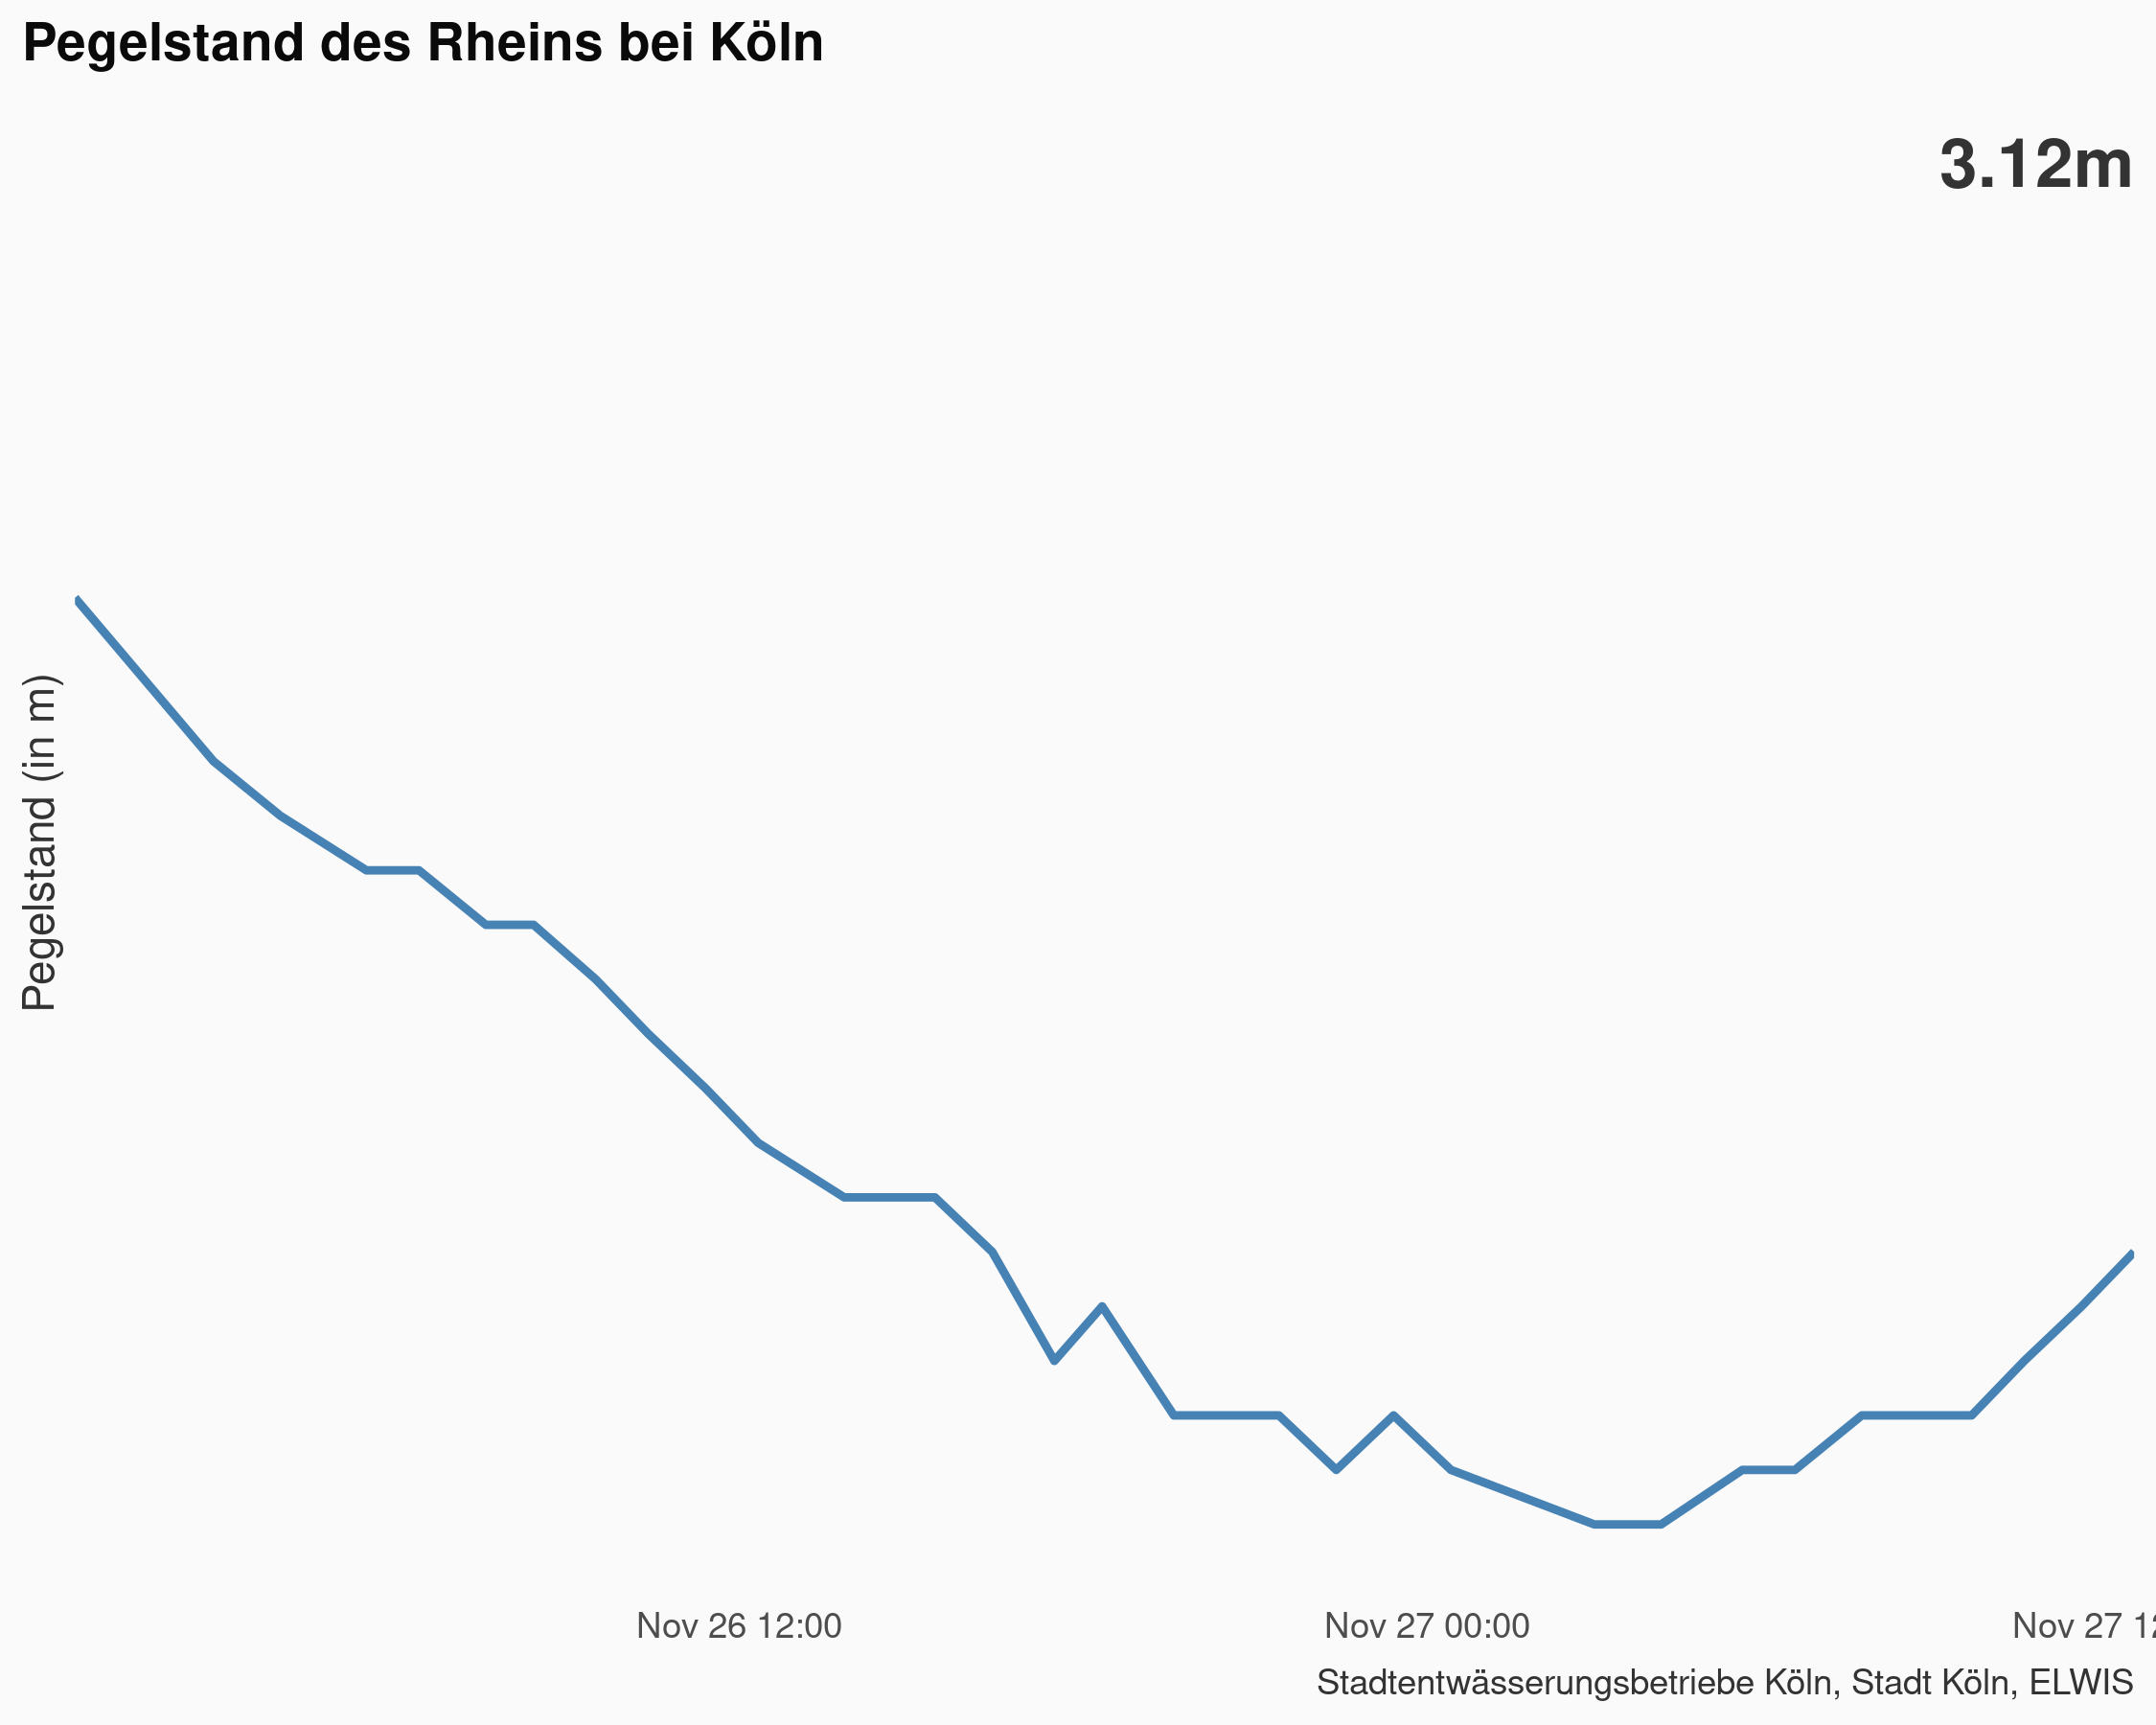 Pegelstand des Rheins bei Köln
3.12m
Pegelstand (in m)
Nov 26 12:00
Nov 27 00:00
Nov 27 12
Stadtentwässerungsbetriebe Köln, Stadt Köln, ELWIS